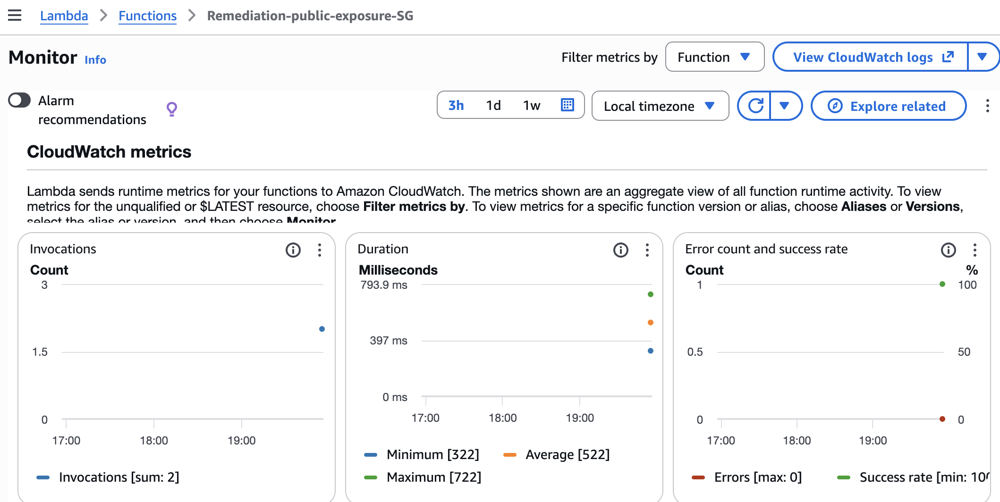 Lambda > Functions > Remediation-public-exposure-SG
Monitor Info
Filter metrics by Function View CloudWatch logs
Alarm recommendations
3h 1d 1w Local timezone Explore related
CloudWatch metrics
Lambda sends runtime metrics for your functions to Amazon CloudWatch. The metrics shown are an aggregate view of all function runtime activity. To view
metrics for the unqualified or $LATEST resource, choose Filter metrics by. To view metrics for a specific function version or alias, choose Aliases or Versions,
select the alias or version, and then choose Monitor.
Invocations
Count
3
1.5
0
17:00 18:00 19:00
Invocations [sum: 2]
Duration
Milliseconds
793.9 ms
397 ms
0 ms
17:00 18:00 19:00
Minimum [322] Average [522]
Maximum [722]
Error count and success rate
Count %
1 100
0.5 50
0 0
17:00 18:00 19:00
Errors [max: 0] Success rate [min: 100